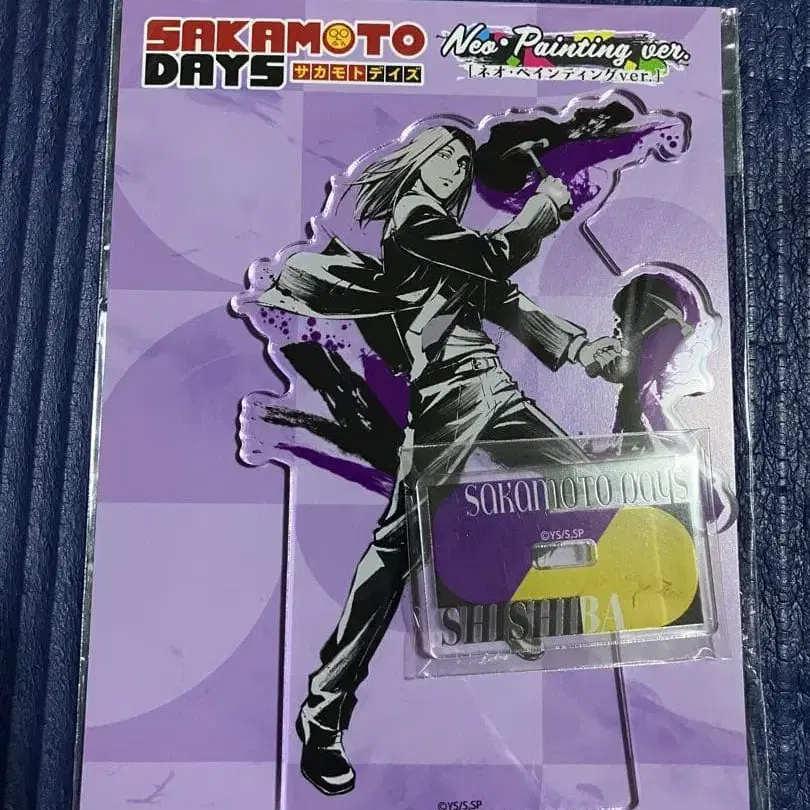 SAKAMOTO
DAYS サカモトデイズ
Neo・Painting ver.
[ネオ・ペインティングver.]
SAKAMOTO DAYS
©YS/S,SP
SHISHIBA
©YS/S,SP